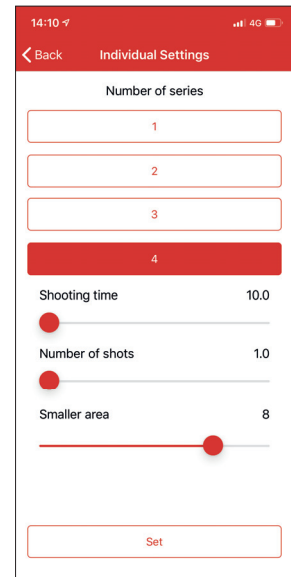 14:10 4G
Back Individual Settings
Number of series
1
2
3
4
Shooting time 10.0
Number of shots 1.0
Smaller area 8
Set